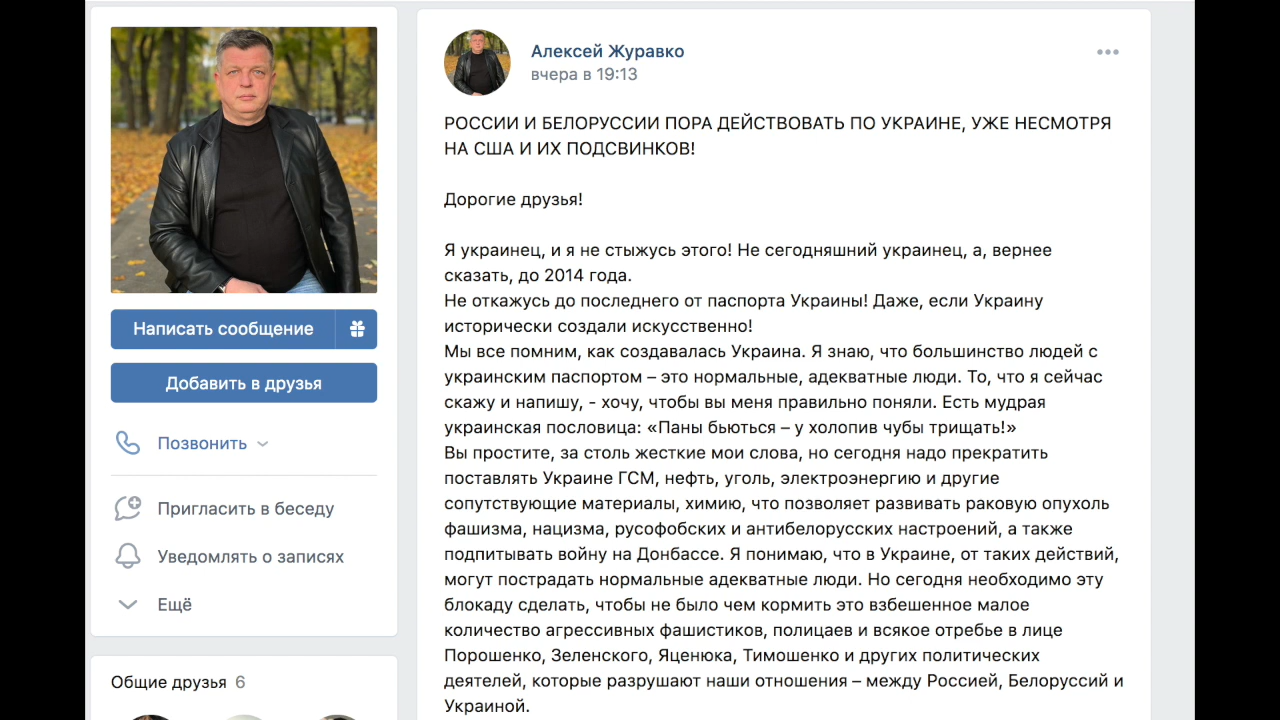 Алексей Журавко
вчера в 19:13
РОССИИ И БЕЛОРУССИИ ПОРА ДЕЙСТВОВАТЬ ПО УКРАИНЕ, УЖЕ НЕСМОТРЯ
НА США И ИХ ПОДСВИНКОВ!
Дорогие друзья!
Я украинец, и я не стыжусь этого! Не сегодняшний украинец, а, вернее
сказать, до 2014 года.
Не откажусь до последнего от паспорта Украины! Даже, если Украину
исторически создали искусственно!
Мы все помним, как создавалась Украина. Я знаю, что большинство людей с
украинским паспортом – это нормальные, адекватные люди. То, что я сейчас
скажу и напишу, - хочу, чтобы вы меня правильно поняли. Есть мудрая
украинская пословица: «Паны бьються – у холопив чубы трищать!»
Вы простите, за столь жесткие мои слова, но сегодня надо прекратить
поставлять Украине ГСМ, нефть, уголь, электроэнергию и другие
сопутствующие материалы, химию, что позволяет развивать раковую опухоль
фашизма, нацизма, русофобских и антибелорусских настроений, а также
подпитывать войну на Донбассе. Я понимаю, что в Украине, от таких действий,
могут пострадать нормальные адекватные люди. Но сегодня необходимо эту
блокаду сделать, чтобы не было чем кормить это взбешенное малое
количество агрессивных фашистиков, полицаев и всякое отребье в лице
Порошенко, Зеленского, Яценюка, Тимошенко и других политических
деятелей, которые разрушают наши отношения – между Россией, Белоруссий и
Украиной.
Написать сообщение
Добавить в друзья
Позвонить
Пригласить в беседу
Уведомлять о записях
Ещё
Общие друзья 6